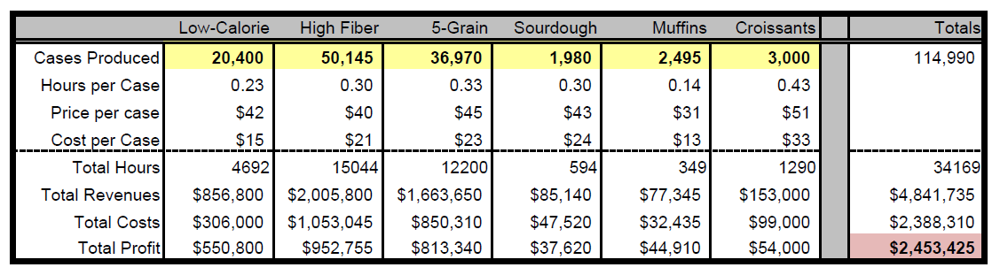 Low-Calorie High Fiber 5-Grain Sourdough Muffins Croissants Totals
Cases Produced 20,400 50,145 36,970 1,980 2,495 3,000 114,990
Hours per Case 0.23 0.30 0.33 0.30 0.14 0.43
Price per case $42 $40 $45 $43 $31 $51
Cost per Case $15 $21 $23 $24 $13 $33
Total Hours 4692 15044 12200 594 349 1290 34169
Total Revenues $856,800 $2,005,800 $1,663,650 $85,140 $77,345 $153,000 $4,841,735
Total Costs $306,000 $1,053,045 $850,310 $47,520 $32,435 $99,000 $2,388,310
Total Profit $550,800 $952,755 $813,340 $37,620 $44,910 $54,000 $2,453,425